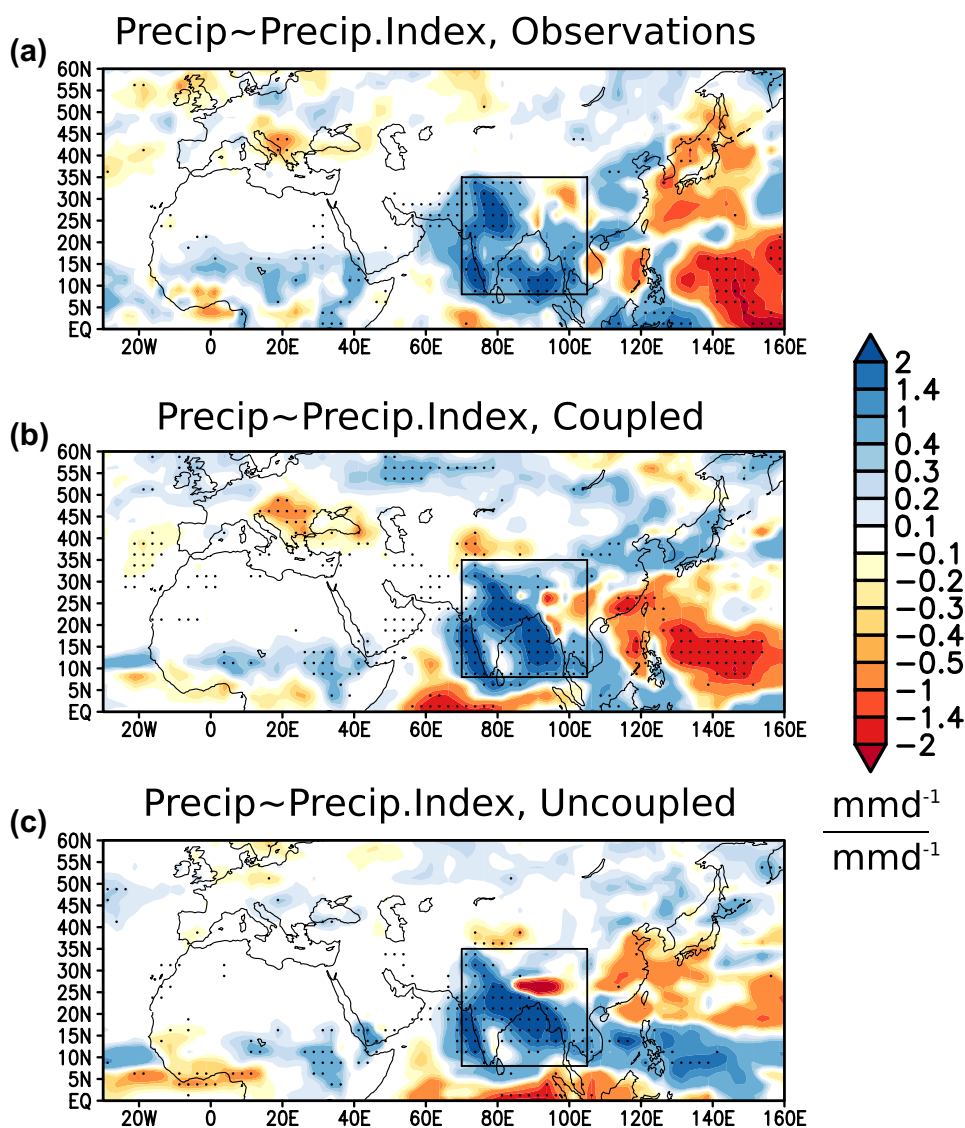 Precip~Precip.Index, Observations
(a)
60N
55N
50N
45N
40N
35N
30N
25N
20N
15N
10N
5N
EQ
20W 0 20E 40E 60E 80E 100E 120E 140E 160E
Precip~Precip.Index, Coupled
(b)
60N
55N
50N
45N
40N
35N
30N
25N
20N
15N
10N
5N
EQ
20W 0 20E 40E 60E 80E 100E 120E 140E 160E
Precip~Precip.Index, Uncoupled
(c)
60N
55N
50N
45N
40N
35N
30N
25N
20N
15N
10N
5N
EQ
20W 0 20E 40E 60E 80E 100E 120E 140E 160E
2
1.4
1
0.4
0.3
0.2
0.1
−0.1
−0.2
−0.3
−0.4
−0.5
−1
−1.4
−2
mmd⁻¹
mmd⁻¹